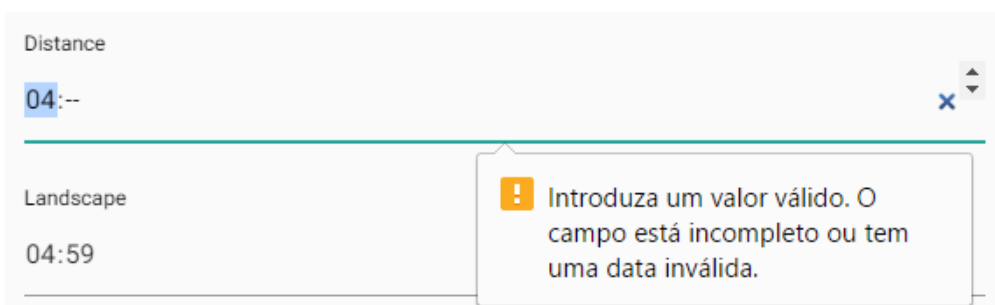 Distance
04:--
Landscape
04:59
Introduza um valor válido. O
campo está incompleto ou tem
uma data inválida.